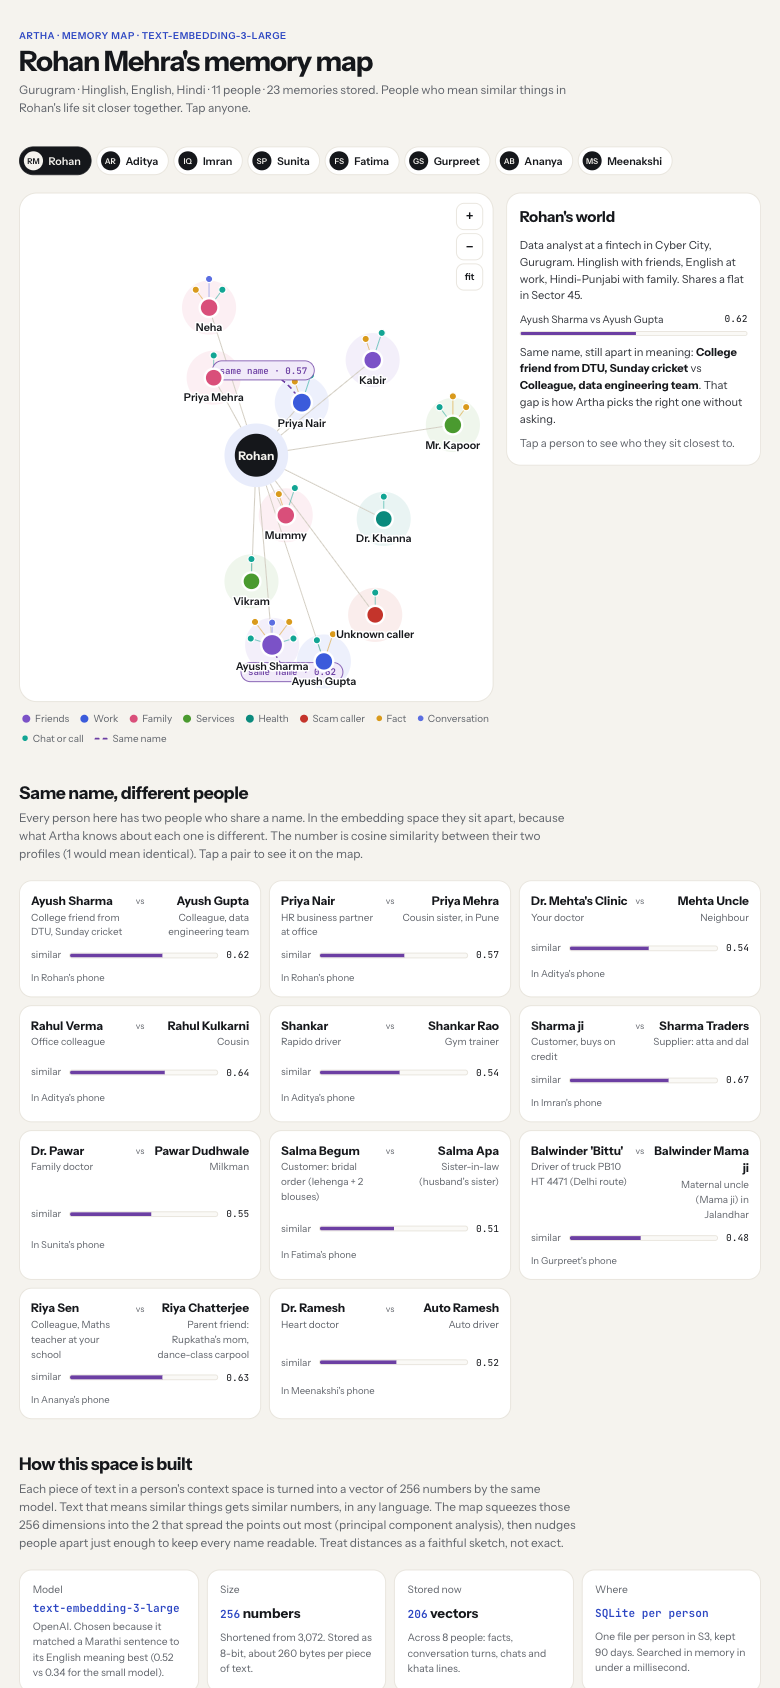 ARTHA · MEMORY MAP · TEXT-EMBEDDING-3-LARGE
Rohan Mehra's memory map
Gurugram · Hinglish, English, Hindi · 11 people · 23 memories stored. People who mean similar things in
Rohan's life sit closer together. Tap anyone.
RM Rohan
AR Aditya
IQ Imran
SP Sunita
FS Fatima
GS Gurpreet
AB Ananya
MS Meenakshi
+
−
fit
Neha
same name · 0.57
Priya Mehra
Kabir
Priya Nair
Mr. Kapoor
Rohan
Mummy
Dr. Khanna
Vikram
Unknown caller
Ayush Sharma
same name · 0.62
Ayush Gupta
Rohan's world
Data analyst at a fintech in Cyber City,
Gurugram. Hinglish with friends, English at
work, Hindi-Punjabi with family. Shares a flat
in Sector 45.
Ayush Sharma vs Ayush Gupta 0.62
Same name, still apart in meaning: College
friend from DTU, Sunday cricket vs
Colleague, data engineering team. That
gap is how Artha picks the right one without
asking.
Tap a person to see who they sit closest to.
Friends Work Family Services Health Scam caller Fact Conversation
Chat or call Same name
Same name, different people
Every person here has two people who share a name. In the embedding space they sit apart, because
what Artha knows about each one is different. The number is cosine similarity between their two
profiles (1 would mean identical). Tap a pair to see it on the map.
Ayush Sharma vs Ayush Gupta
College friend from
DTU, Sunday cricket
Colleague, data
engineering team
similar 0.62
In Rohan's phone
Priya Nair vs Priya Mehra
HR business partner
at office
Cousin sister, in Pune
similar 0.57
In Rohan's phone
Dr. Mehta's Clinic vs Mehta Uncle
Your doctor
Neighbour
similar 0.54
In Aditya's phone
Rahul Verma vs Rahul Kulkarni
Office colleague
Cousin
similar 0.64
In Aditya's phone
Shankar vs Shankar Rao
Rapido driver
Gym trainer
similar 0.54
In Aditya's phone
Sharma ji vs Sharma Traders
Customer, buys on
credit
Supplier: atta and dal
similar 0.67
In Imran's phone
Dr. Pawar vs Pawar Dudhwale
Family doctor
Milkman
similar 0.55
In Sunita's phone
Salma Begum vs Salma Apa
Customer: bridal
order (lehenga + 2
blouses)
Sister-in-law
(husband's sister)
similar 0.51
In Fatima's phone
Balwinder 'Bittu' vs Balwinder Mama
ji
Driver of truck PB10
HT 4471 (Delhi route)
Maternal uncle
(Mama ji) in
Jalandhar
similar 0.48
In Gurpreet's phone
Riya Sen vs Riya Chatterjee
Colleague, Maths
teacher at your
school
Parent friend:
Rupkatha's mom,
dance-class carpool
similar 0.63
In Ananya's phone
Dr. Ramesh vs Auto Ramesh
Heart doctor
Auto driver
similar 0.52
In Meenakshi's phone
How this space is built
Each piece of text in a person's context space is turned into a vector of 256 numbers by the same
model. Text that means similar things gets similar numbers, in any language. The map squeezes those
256 dimensions into the 2 that spread the points out most (principal component analysis), then nudges
people apart just enough to keep every name readable. Treat distances as a faithful sketch, not exact.
Model
text-embedding-3-large
OpenAI. Chosen because it
matched a Marathi sentence to
its English meaning best (0.52
vs 0.34 for the small model).
Size
256 numbers
Shortened from 3,072. Stored as
8-bit, about 260 bytes per piece
of text.
Stored now
206 vectors
Across 8 people: facts,
conversation turns, chats and
khata lines.
Where
SQLite per person
One file per person in S3, kept
90 days. Searched in memory in
under a millisecond.